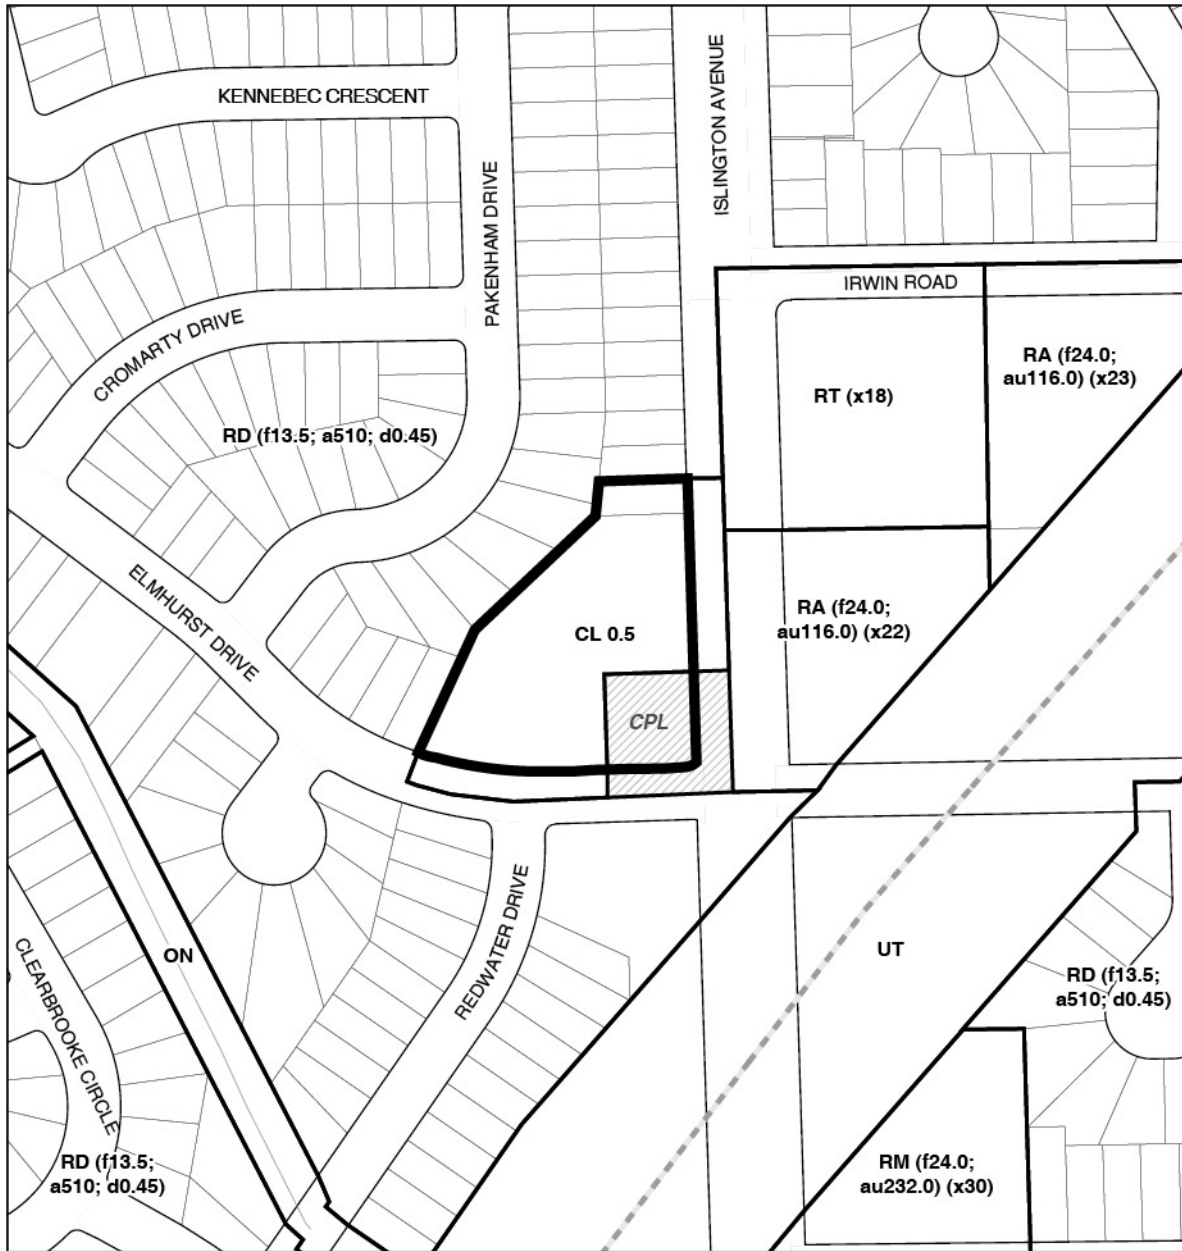 KENNEBEC CRESCENT
ISLINGTON AVENUE
PAKENHAM DRIVE
IRWIN ROAD
CROMARTY DRIVE
RA (f24.0;
au116.0) (x23)
RT (x18)
RD (f13.5; a510; d0.45)
ELMHURST DRIVE
RA (f24.0;
au116.0) (x22)
CL 0.5
CPL
REDWATER DRIVE
ON
UT
CLEARBROOKE CIRCLE
RD (f13.5;
a510; d0.45)
RD (f13.5;
a510; d0.45)
RM (f24.0;
au232.0) (x30)